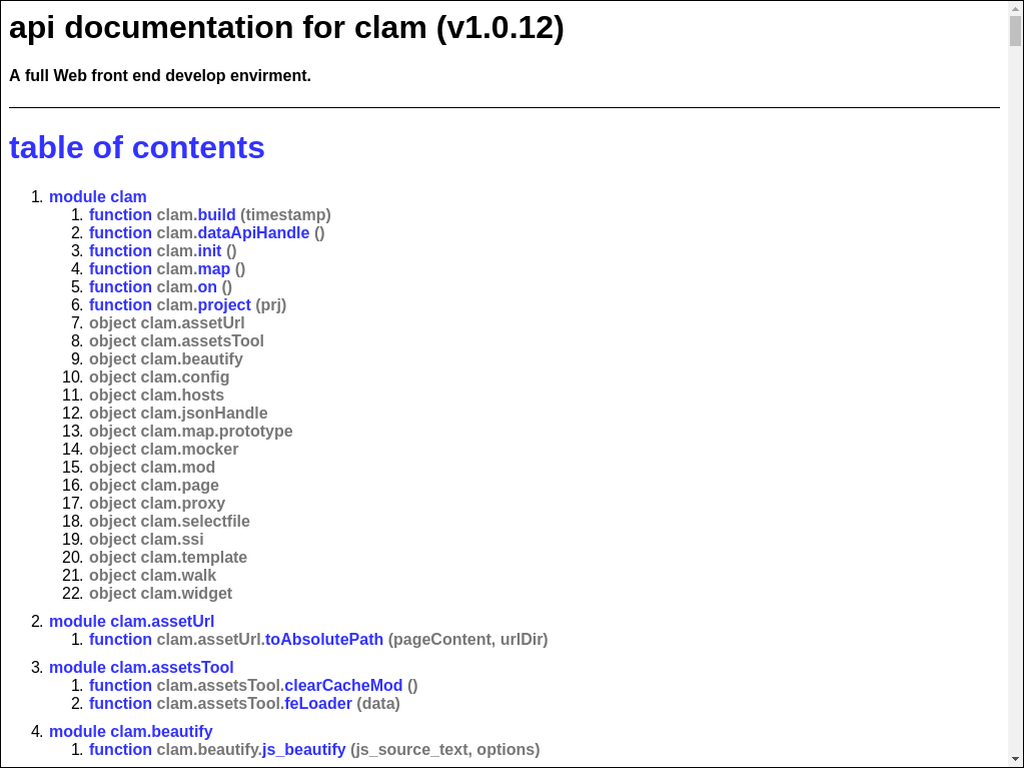 api documentation for clam (v1.0.12)
A full Web front end develop envirment.
table of contents
1. module clam
1. function clam.build (timestamp)
2. function clam.dataApiHandle ()
3. function clam.init ()
4. function clam.map ()
5. function clam.on ()
6. function clam.project (prj)
7. object clam.assetUrl
8. object clam.assetsTool
9. object clam.beautify
10. object clam.config
11. object clam.hosts
12. object clam.jsonHandle
13. object clam.map.prototype
14. object clam.mocker
15. object clam.mod
16. object clam.page
17. object clam.proxy
18. object clam.selectfile
19. object clam.ssi
20. object clam.template
21. object clam.walk
22. object clam.widget
2. module clam.assetUrl
1. function clam.assetUrl.toAbsolutePath (pageContent, urlDir)
3. module clam.assetsTool
1. function clam.assetsTool.clearCacheMod ()
2. function clam.assetsTool.feLoader (data)
4. module clam.beautify
1. function clam.beautify.js_beautify (js_source_text, options)